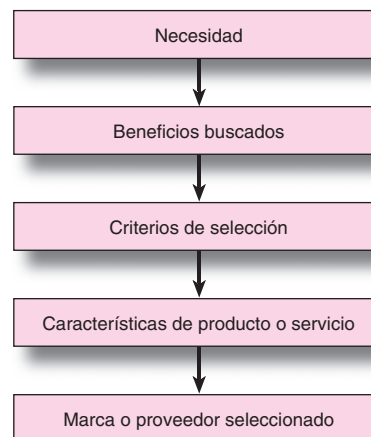 Necesidad
Beneficios buscados
Criterios de selección
Características de producto o servicio
Marca o proveedor seleccionado